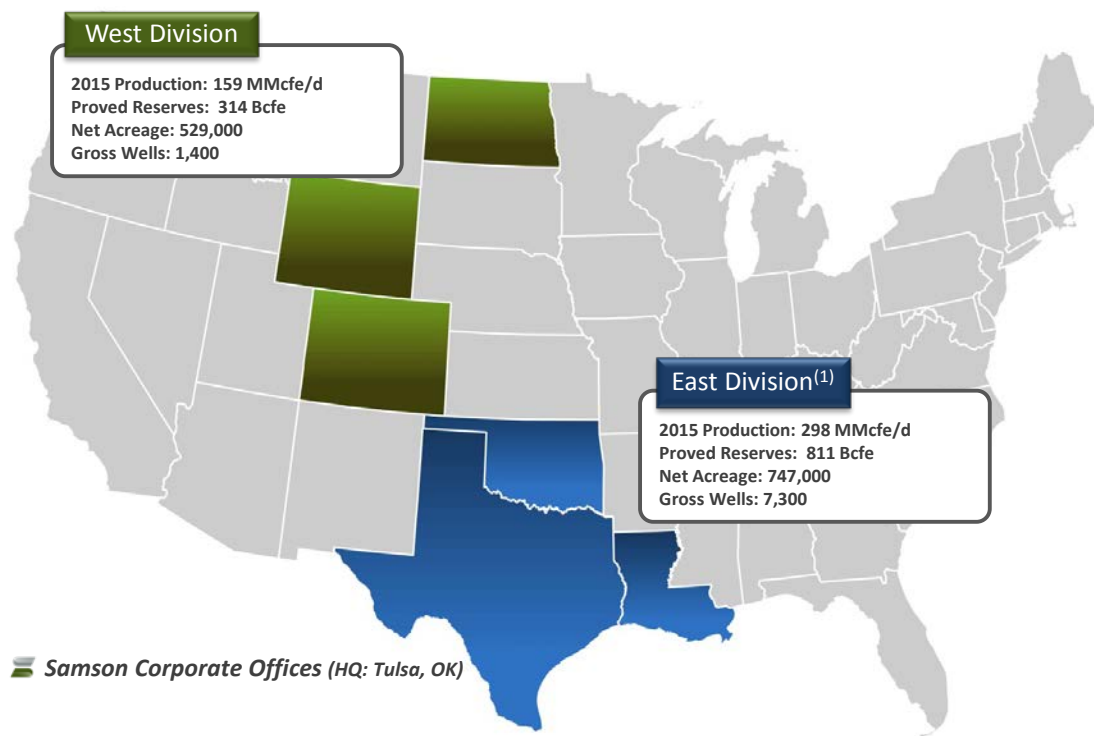 West Division
2015 Production: 159 MMcfe/d
Proved Reserves:  314 Bcfe
Net Acreage: 529,000
Gross Wells: 1,400
East Division(1)
2015 Production: 298 MMcfe/d
Proved Reserves:  811 Bcfe
Net Acreage: 747,000
Gross Wells: 7,300
Samson Corporate Offices (HQ: Tulsa, OK)